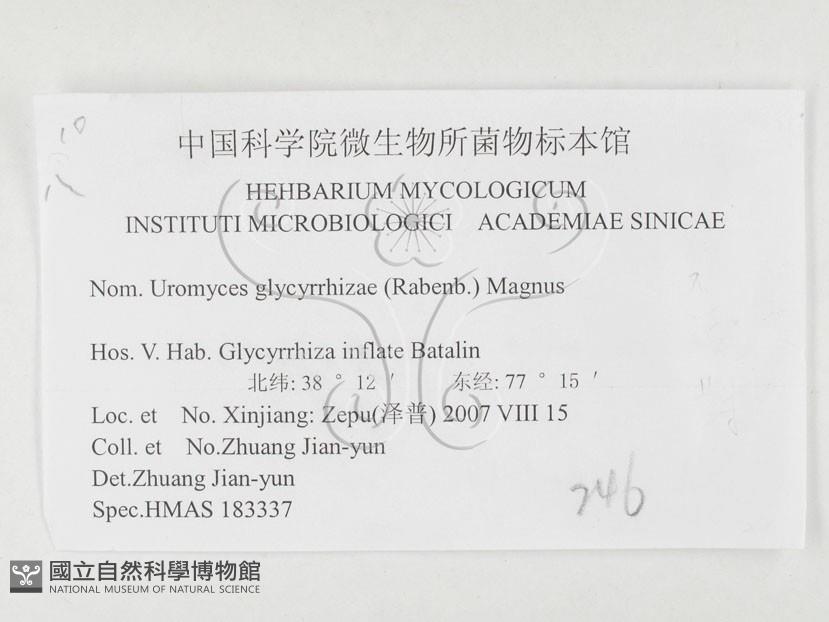 中国科学院微生物所菌物标本馆
HEHBARIUM MYCOLOGICUM
INSTITUTI MICROBIOLOGICI ACADEMIAE SINICAE
Nom. Uromyces glycyrrhizae (Rabenb.) Magnus
Hos. V. Hab. Glycyrrhiza inflate Batalin
北纬: 38 ° 12 ′ 东经: 77 ° 15 ′
Loc. et No. Xinjiang: Zepu(泽普) 2007 VIII 15
Coll. et No.Zhuang Jian-yun
Det.Zhuang Jian-yun
Spec.HMAS 183337
746
國立自然科學博物館
NATIONAL MUSEUM OF NATURAL SCIENCE